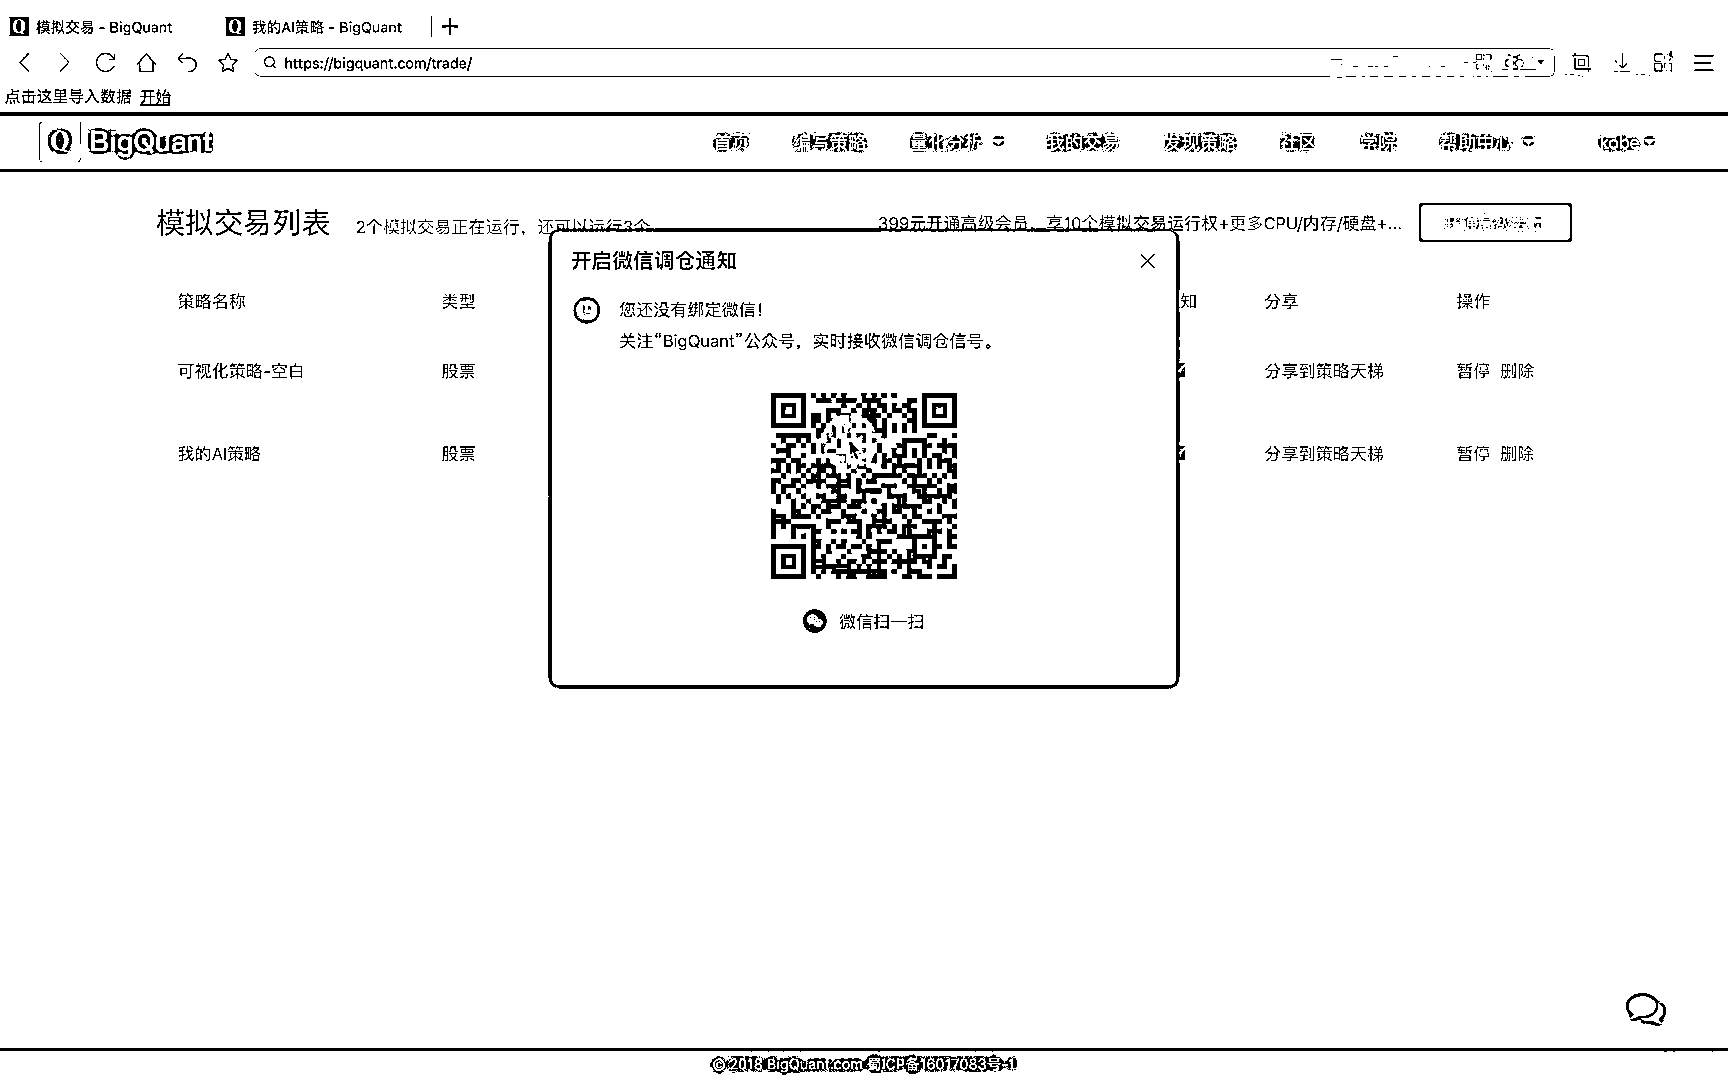 模拟交易 - BigQuant 我的AI策略 - BigQuant
https://bigquant.com/trade/
点击这里导入数据 开始
Q BigQuant 首页 编写策略 量化分析 我的交易 发现策略 社区 学院 帮助中心 kobe
模拟交易列表 2个模拟交易正在运行，还可以运行3个 399元开通高级会员，享10个模拟交易运行权+更多CPU/内存/硬盘+...
开启微信调仓通知
您还没有绑定微信！
关注“BigQuant”公众号，实时接收微信调仓信号。
微信扫一扫
策略名称 类型 知 分享 操作
可视化策略-空白 股票 分享到策略天梯 暂停 删除
我的AI策略 股票 分享到策略天梯 暂停 删除
© 2018 BigQuant.com 蜀ICP备16017083号-1